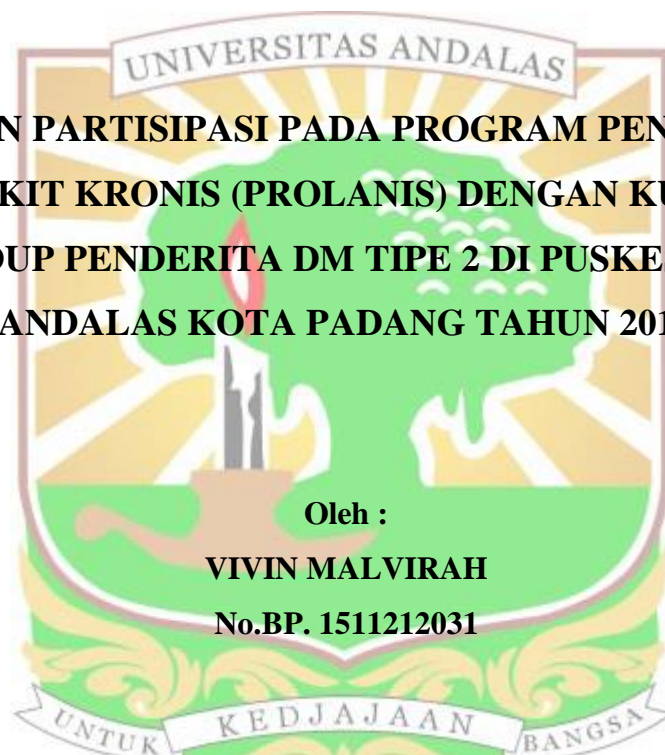 UNIVERSITAS ANDALAS
N PARTISIPASI PADA PROGRAM PEN
KIT KRONIS (PROLANIS) DENGAN KU
DUP PENDERITA DM TIPE 2 DI PUSKE
ANDALAS KOTA PADANG TAHUN 201
Oleh :
VIVIN MALVIRAH
No.BP. 1511212031
UNTUK KEDJAJAAN BANGSA